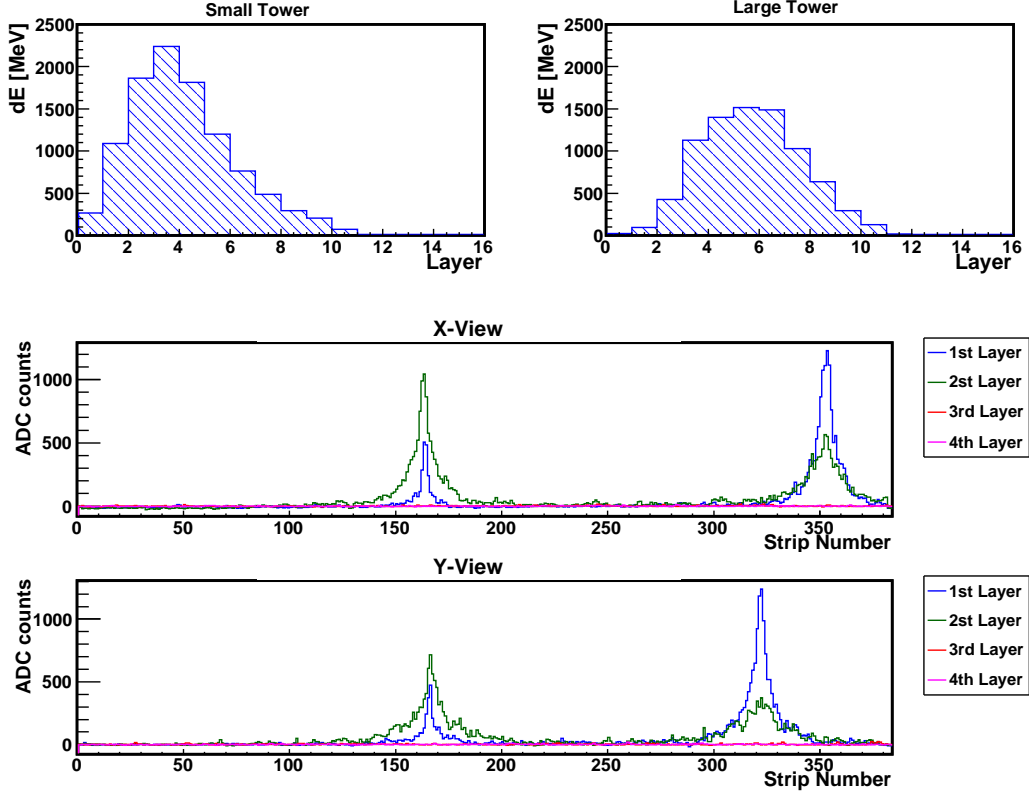 Small Tower
Large Tower
dE [MeV]
2500
2000
1500
1000
500
0
0 2 4 6 8 10 12 14 16
Layer
dE [MeV]
2500
2000
1500
1000
500
0
0 2 4 6 8 10 12 14 16
Layer
X-View
ADC counts
1000
500
0
0 50 100 150 200 250 300 350
Strip Number
1st Layer
2st Layer
3rd Layer
4th Layer
Y-View
ADC counts
1000
500
0
0 50 100 150 200 250 300 350
Strip Number
1st Layer
2st Layer
3rd Layer
4th Layer